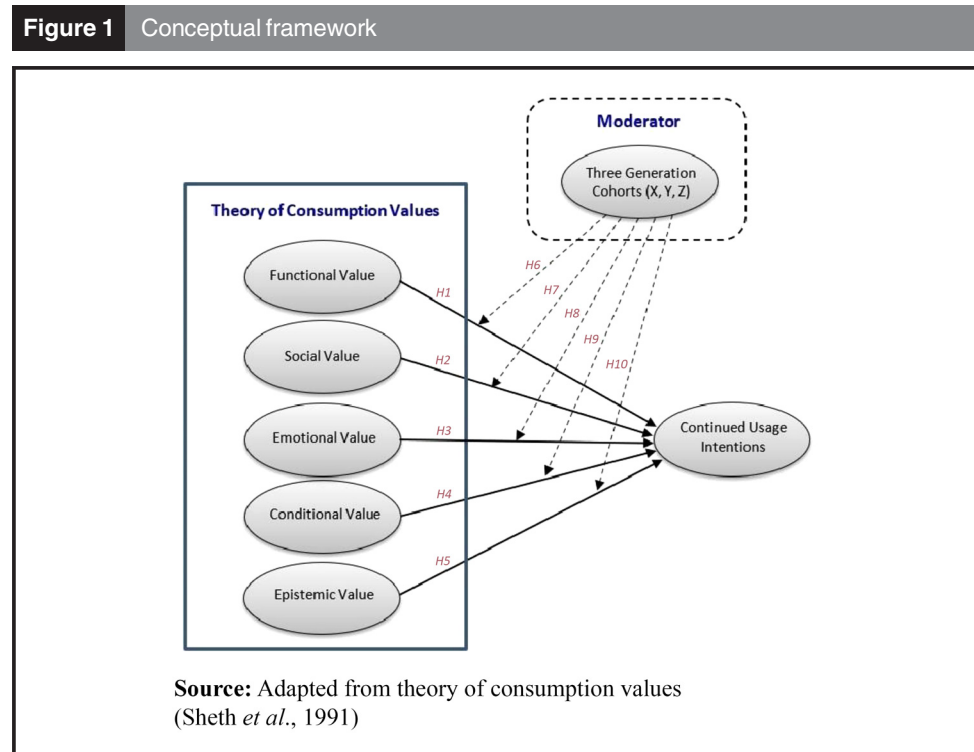 Figure 1 Conceptual framework
Moderator
Three Generation
Cohorts (X, Y, Z)
Theory of Consumption Values
Functional Value
Social Value
Emotional Value
Conditional Value
Epistemic Value
H1
H2
H3
H4
H5
H6
H7
H8
H9
H10
Continued Usage
Intentions
Source: Adapted from theory of consumption values
(Sheth et al., 1991)